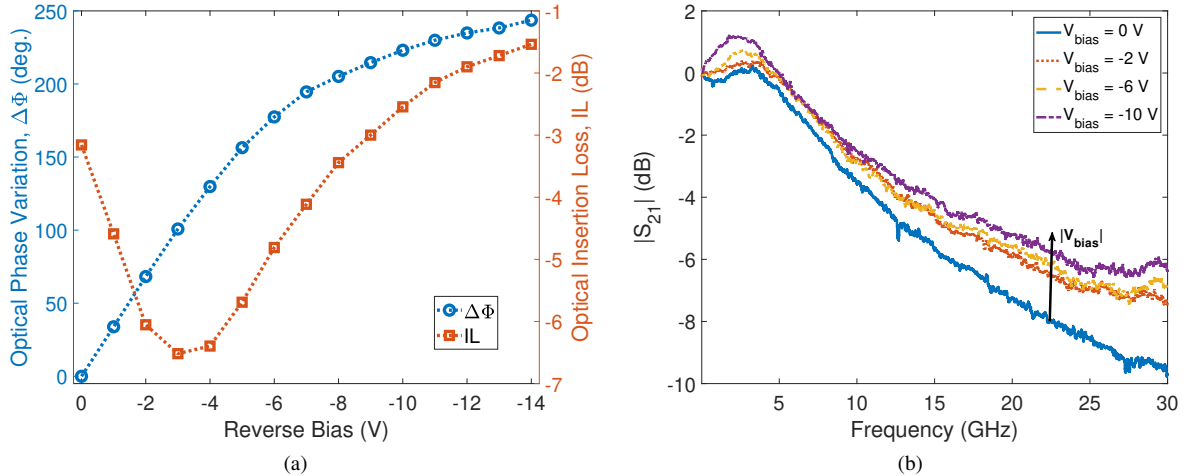 250
200
150
100
50
0
Optical Phase Variation, ΔΦ (deg.)
0
-2
-4
-6
-8
-10
-12
-14
Reverse Bias (V)
-1
-2
-3
-4
-5
-6
-7
Optical Insertion Loss, IL (dB)
ΔΦ
IL
(a)
2
0
-2
-4
-6
-8
-10
|S21| (dB)
5
10
15
20
25
30
Frequency (GHz)
Vbias = 0 V
Vbias = -2 V
Vbias = -6 V
Vbias = -10 V
|Vbias|
(b)